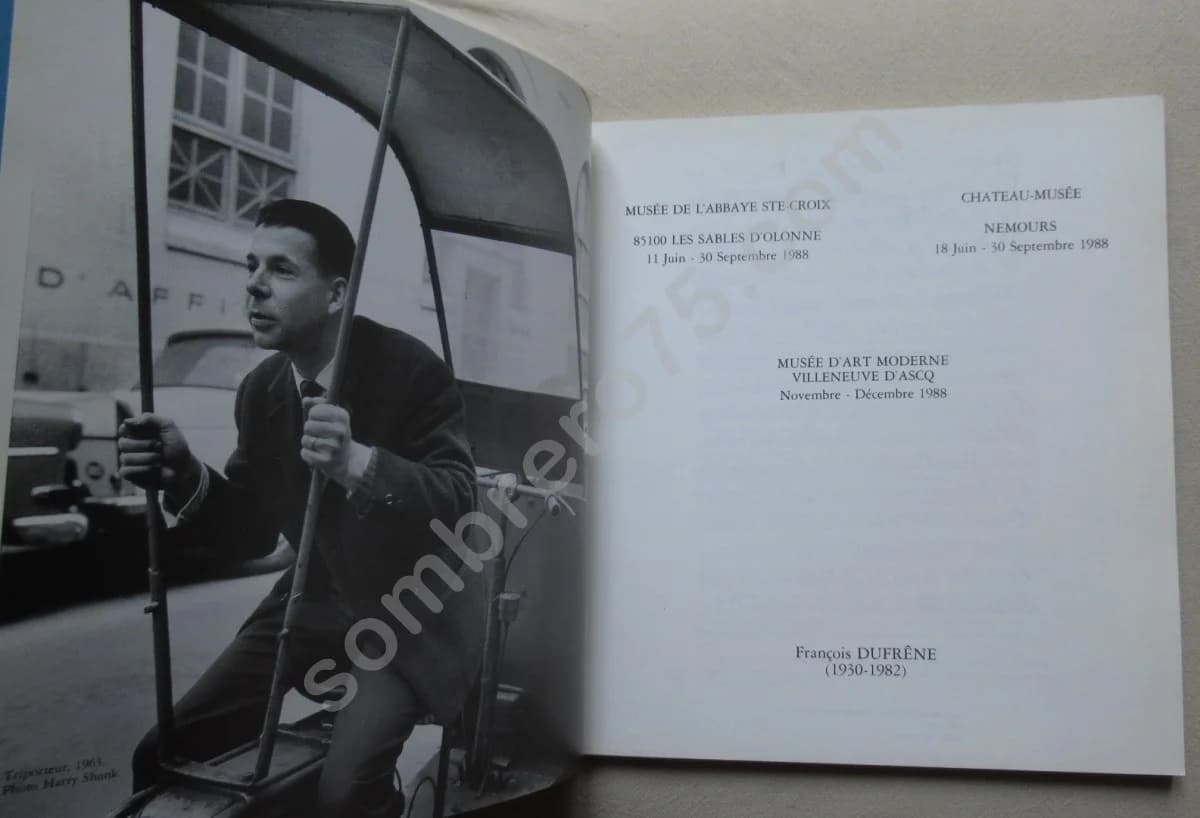 D'AFFI
Triporteur, 1963.
Photo Harry Shunk
MUSÉE DE L'ABBAYE STE-CROIX
85100 LES SABLES D'OLONNE
11 Juin - 30 Septembre 1988
CHATEAU-MUSÉE
NEMOURS
18 Juin - 30 Septembre 1988
MUSÉE D'ART MODERNE
VILLENEUVE D'ASCQ
Novembre - Décembre 1988
François DUFRÊNE
(1930-1982)
sombrero75.com